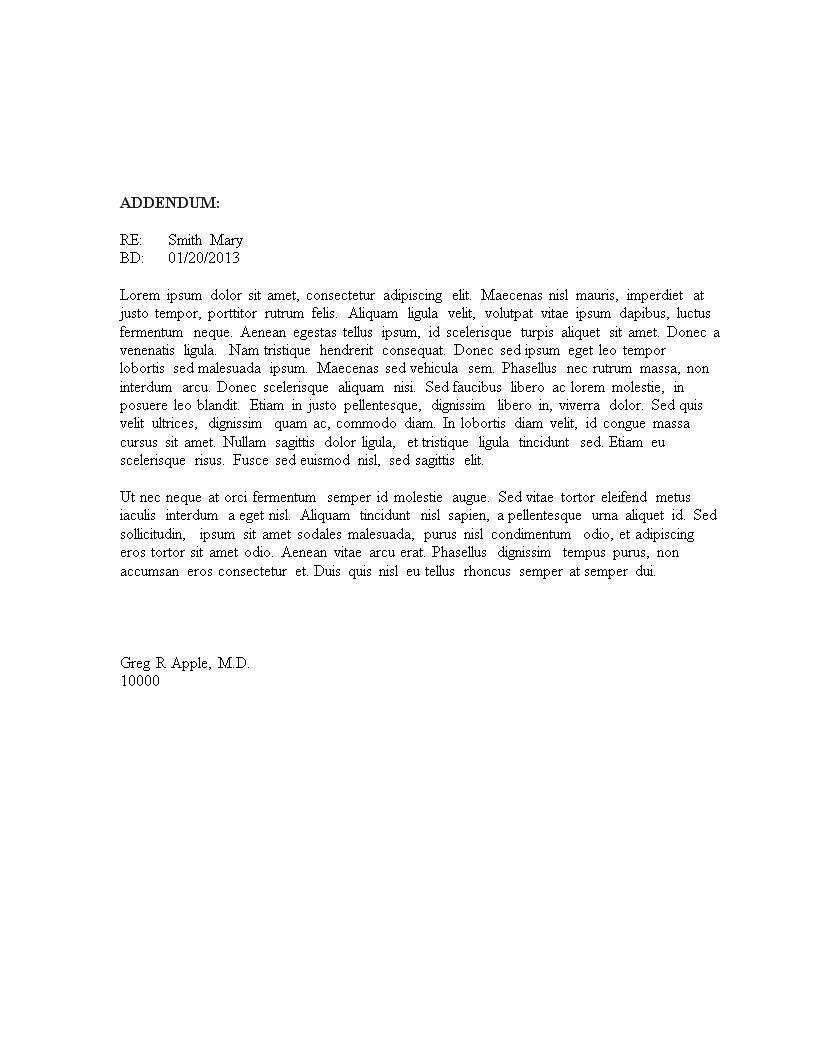 ADDENDUM:
RE: Smith Mary
BD: 01/20/2013
Lorem ipsum dolor sit amet, consectetur adipiscing elit. Maecenas nisl mauris, imperdiet at
justo tempor, porttitor rutrum felis. Aliquam ligula velit, volutpat vitae ipsum dapibus, luctus
fermentum neque. Aenean egestas tellus ipsum, id scelerisque turpis aliquet sit amet. Donec a
venenatis ligula. Nam tristique hendrerit consequat. Donec sed ipsum eget leo tempor
lobortis sed malesuada ipsum. Maecenas sed vehicula sem. Phasellus nec rutrum massa, non
interdum arcu. Donec scelerisque aliquam nisi. Sed faucibus libero ac lorem molestie, in
posuere leo blandit. Etiam in justo pellentesque, dignissim libero in, viverra dolor. Sed quis
velit ultrices, dignissim quam ac, commodo diam. In lobortis diam velit, id congue massa
cursus sit amet. Nullam sagittis dolor ligula, et tristique ligula tincidunt sed. Etiam eu
scelerisque risus. Fusce sed euismod nisl, sed sagittis elit.
Ut nec neque at orci fermentum semper id molestie augue. Sed vitae tortor eleifend metus
iaculis interdum a eget nisl. Aliquam tincidunt nisl sapien, a pellentesque urna aliquet id. Sed
sollicitudin, ipsum sit amet sodales malesuada, purus nisl condimentum odio, et adipiscing
eros tortor sit amet odio. Aenean vitae arcu erat. Phasellus dignissim tempus purus, non
accumsan eros consectetur et. Duis quis nisl eu tellus rhoncus semper at semper dui.
Greg R Apple, M.D.
10000